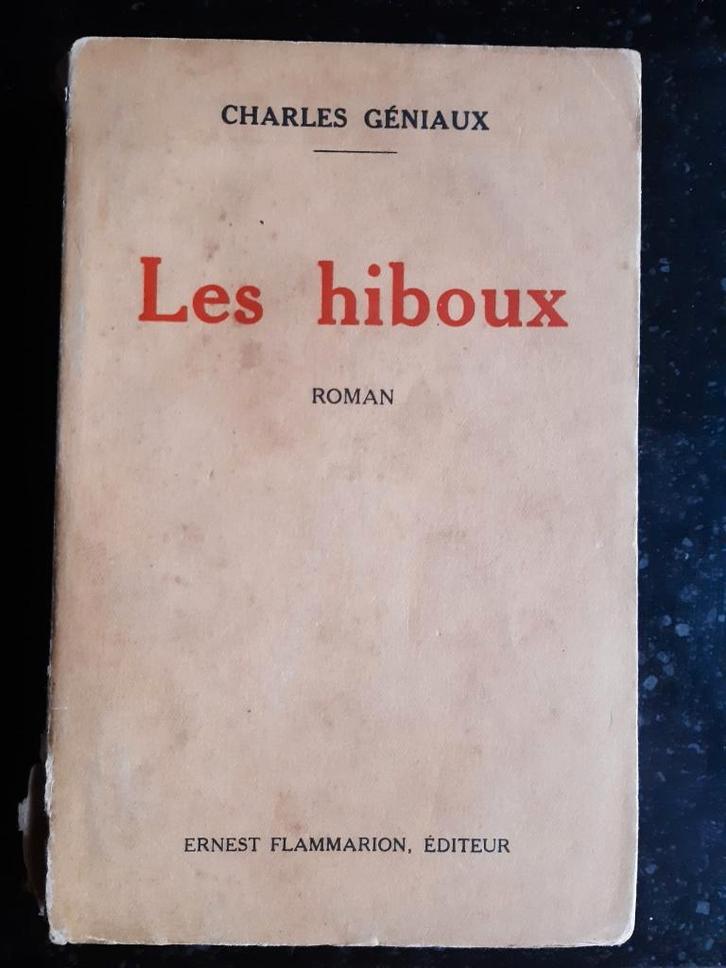 CHARLES GÉNIAUX
Les hiboux
ROMAN
ERNEST FLAMMARION, ÉDITEUR